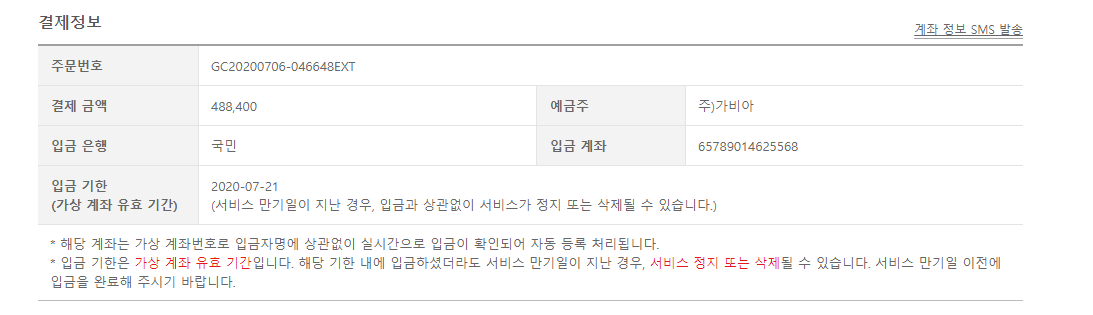 결제정보
계좌 정보 SMS 발송
주문번호 GC20200706-046648EXT
결제 금액 488,400 예금주 주)가비아
입금 은행 국민 입금 계좌 65789014625568
입금 기한 2020-07-21
(가상 계좌 유효 기간) (서비스 만기일이 지난 경우, 입금과 상관없이 서비스가 정지 또는 삭제될 수 있습니다.)
* 해당 계좌는 가상 계좌번호로 입금자명에 상관없이 실시간으로 입금이 확인되어 자동 등록 처리됩니다.
* 입금 기한은 가상 계좌 유효 기간입니다. 해당 기한 내에 입금하셨더라도 서비스 만기일이 지난 경우, 서비스 정지 또는 삭제될 수 있습니다. 서비스 만기일 이전에
입금을 완료해 주시기 바랍니다.